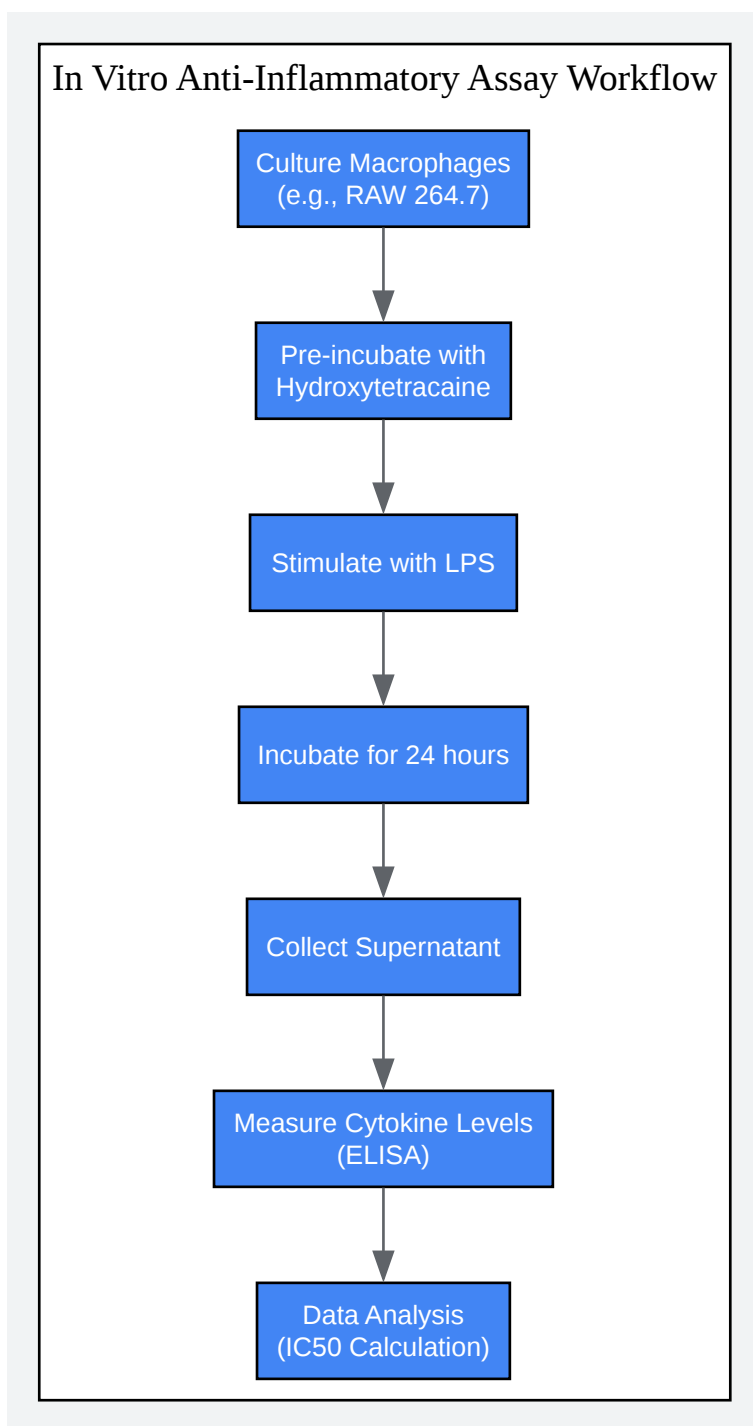 In Vitro Anti-Inflammatory Assay Workflow
Culture Macrophages
(e.g., RAW 264.7)
Pre-incubate with
Hydroxytetracaine
Stimulate with LPS
Incubate for 24 hours
Collect Supernatant
Measure Cytokine Levels
(ELISA)
Data Analysis
(IC50 Calculation)